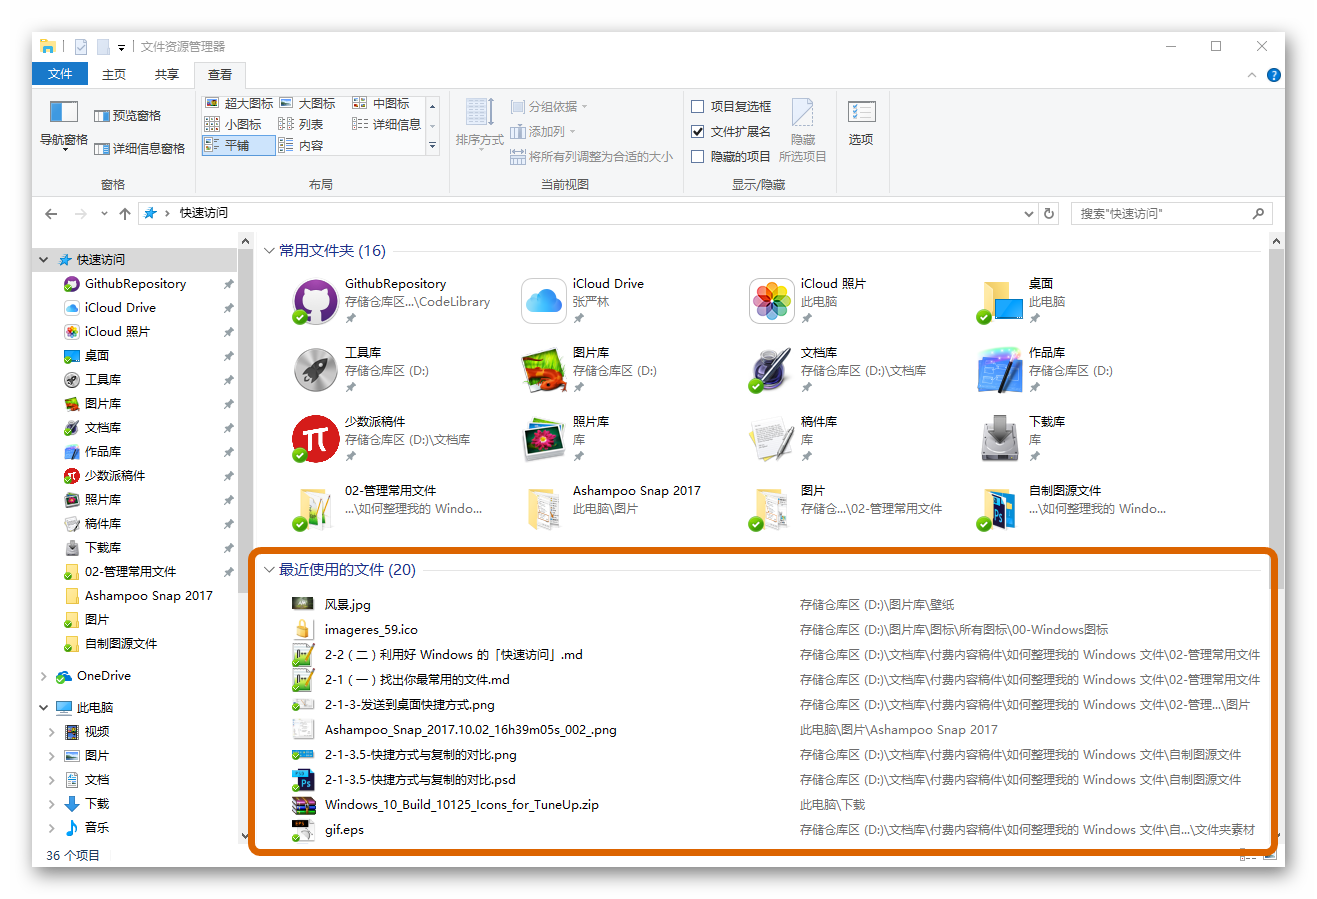 文件资源管理器
文件 主页 共享 查看
导航窗格
预览窗格
详细信息窗格
窗格
超大图标 大图标 中图标
小图标 列表 详细信息
平铺 内容
布局
排序方式
分组依据
添加列
将所有列调整为合适的大小
当前视图
项目复选框
文件扩展名
隐藏的项目
隐藏
所选项目
显示/隐藏
选项
快速访问
搜索"快速访问"
快速访问
GithubRepository
iCloud Drive
iCloud 照片
桌面
工具库
图片库
文档库
作品库
少数派稿件
照片库
稿件库
下载库
02-管理常用文件
Ashampoo Snap 2017
图片
自制图源文件
OneDrive
此电脑
视频
图片
文档
下载
音乐
36 个项目
常用文件夹 (16)
GithubRepository
存储仓库区...\CodeLibrary
iCloud Drive
张严林
iCloud 照片
此电脑
桌面
此电脑
工具库
存储仓库区 (D:)
图片库
存储仓库区 (D:)
文档库
存储仓库区 (D:)\文档库
作品库
存储仓库区 (D:)
少数派稿件
存储仓库区 (D:)\文档库
照片库
库
稿件库
库
下载库
库
02-管理常用文件
...\如何整理我的 Windo...
Ashampoo Snap 2017
此电脑\图片
图片
存储仓...\02-管理常用文件
自制图源文件
...\如何整理我的 Windo...
最近使用的文件 (20)
风景.jpg 存储仓库区 (D:)\图片库\壁纸
imageres_59.ico 存储仓库区 (D:)\图片库\图标\所有图标\00-Windows图标
2-2（二）利用好 Windows 的「快速访问」.md 存储仓库区 (D:)\文档库\付费内容稿件\如何整理我的 Windows 文件\02-管理常用文件
2-1（一）找出你最常用的文件.md 存储仓库区 (D:)\文档库\付费内容稿件\如何整理我的 Windows 文件\02-管理常用文件
2-1-3-发送到桌面快捷方式.png 存储仓库区 (D:)\文档库\付费内容稿件\如何整理我的 Windows 文件\02-管理...\图片
Ashampoo_Snap_2017.10.02_16h39m05s_002_.png 此电脑\图片\Ashampoo Snap 2017
2-1-3.5-快捷方式与复制的对比.png 存储仓库区 (D:)\文档库\付费内容稿件\如何整理我的 Windows 文件\自制图源文件
2-1-3.5-快捷方式与复制的对比.psd 存储仓库区 (D:)\文档库\付费内容稿件\如何整理我的 Windows 文件\自制图源文件
Windows_10_Build_10125_Icons_for_TuneUp.zip 此电脑\下载
gif.eps 存储仓库区 (D:)\文档库\付费内容稿件\如何整理我的 Windows 文件\自...\文件夹素材